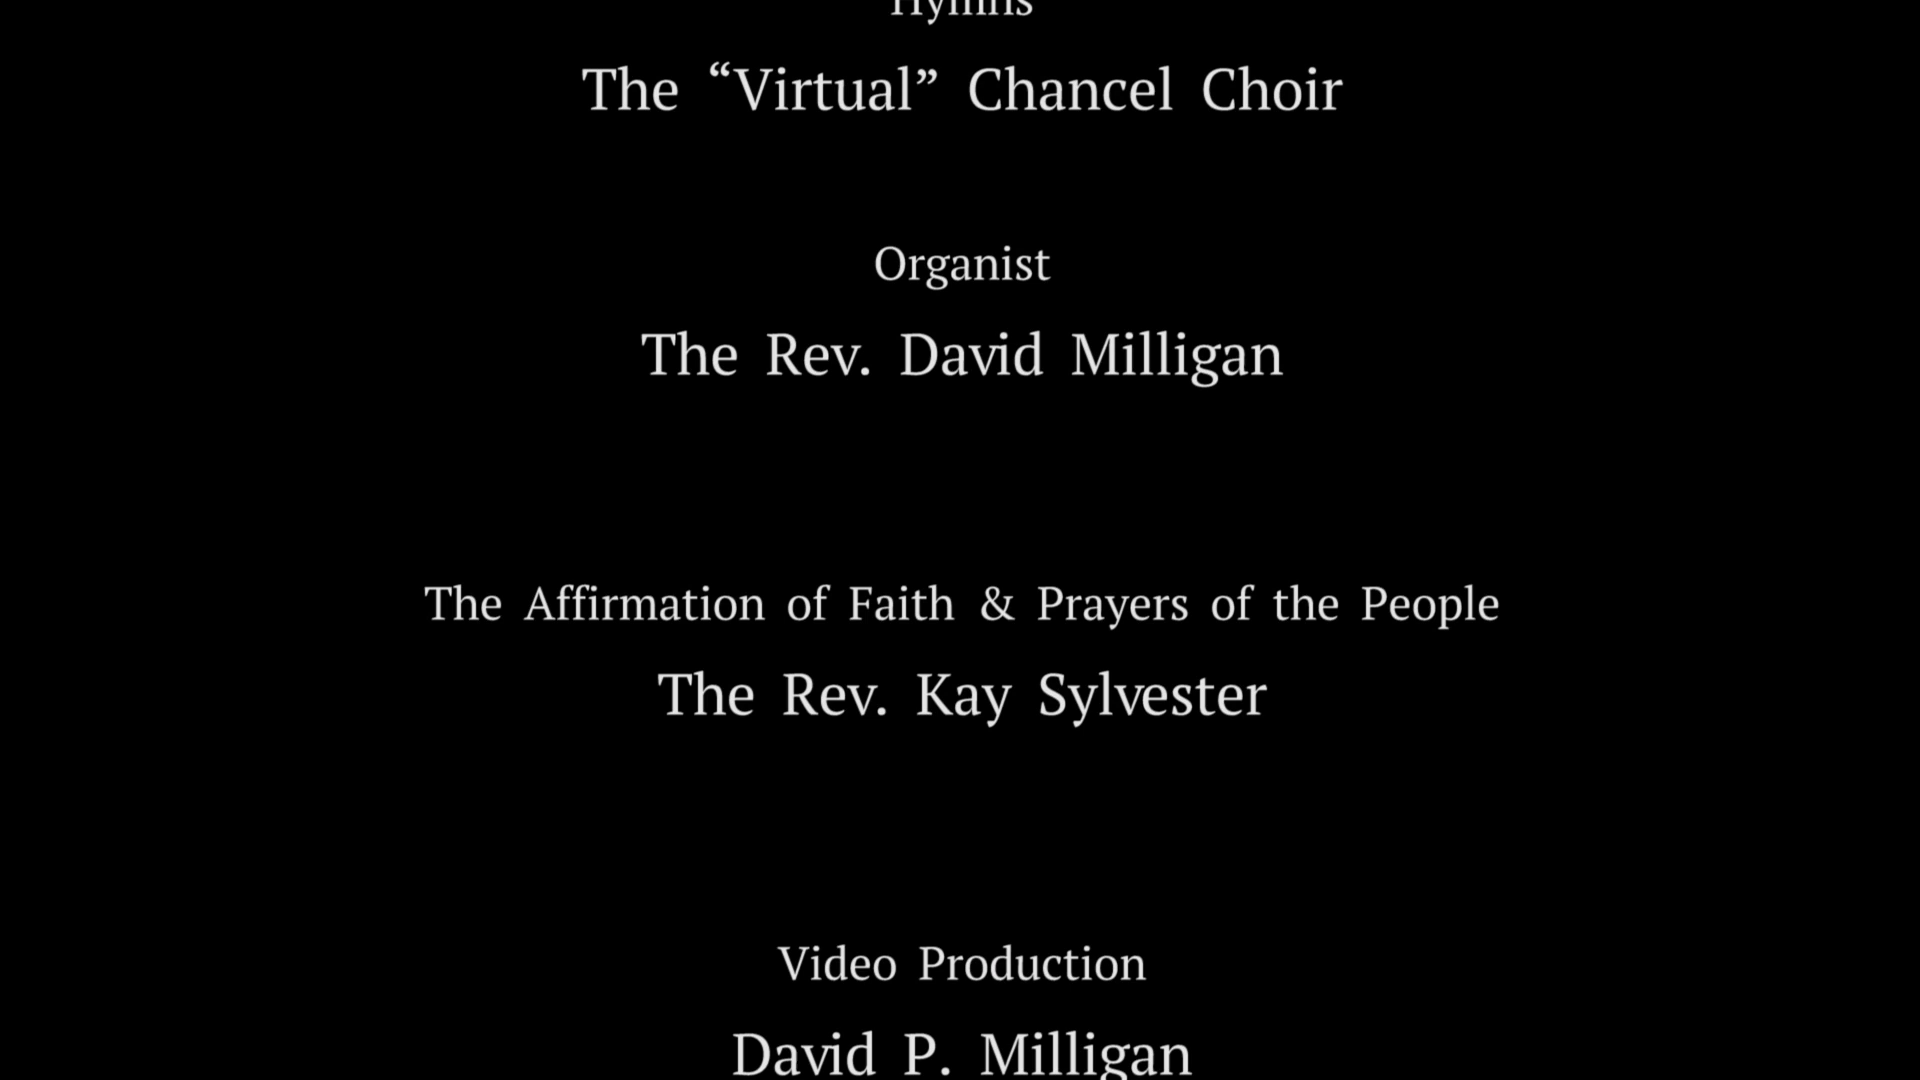 Hymns
The “Virtual” Chancel Choir
Organist
The Rev. David Milligan
The Affirmation of Faith & Prayers of the People
The Rev. Kay Sylvester
Video Production
David P. Milligan